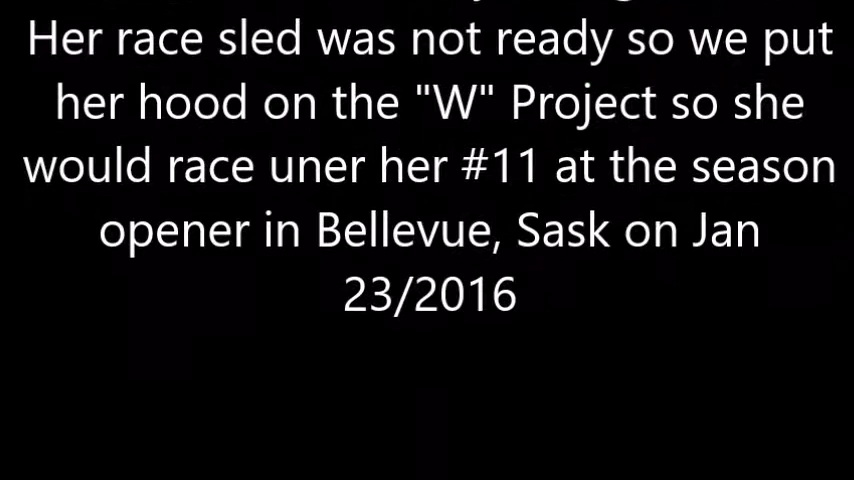 Her race sled was not ready so we put
her hood on the "W" Project so she
would race uner her #11 at the season
opener in Bellevue, Sask on Jan
23/2016